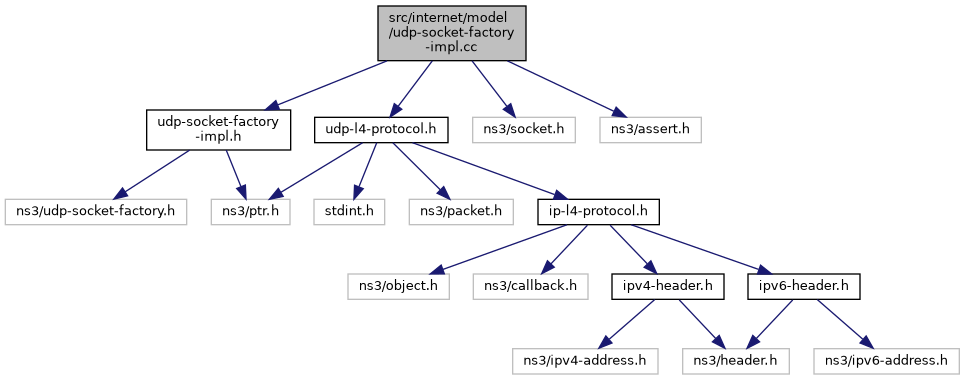 src/internet/model
/udp-socket-factory
-impl.cc
udp-socket-factory
-impl.h
udp-l4-protocol.h
ns3/socket.h
ns3/assert.h
ns3/udp-socket-factory.h
ns3/ptr.h
stdint.h
ns3/packet.h
ip-l4-protocol.h
ns3/object.h
ns3/callback.h
ipv4-header.h
ipv6-header.h
ns3/ipv4-address.h
ns3/header.h
ns3/ipv6-address.h